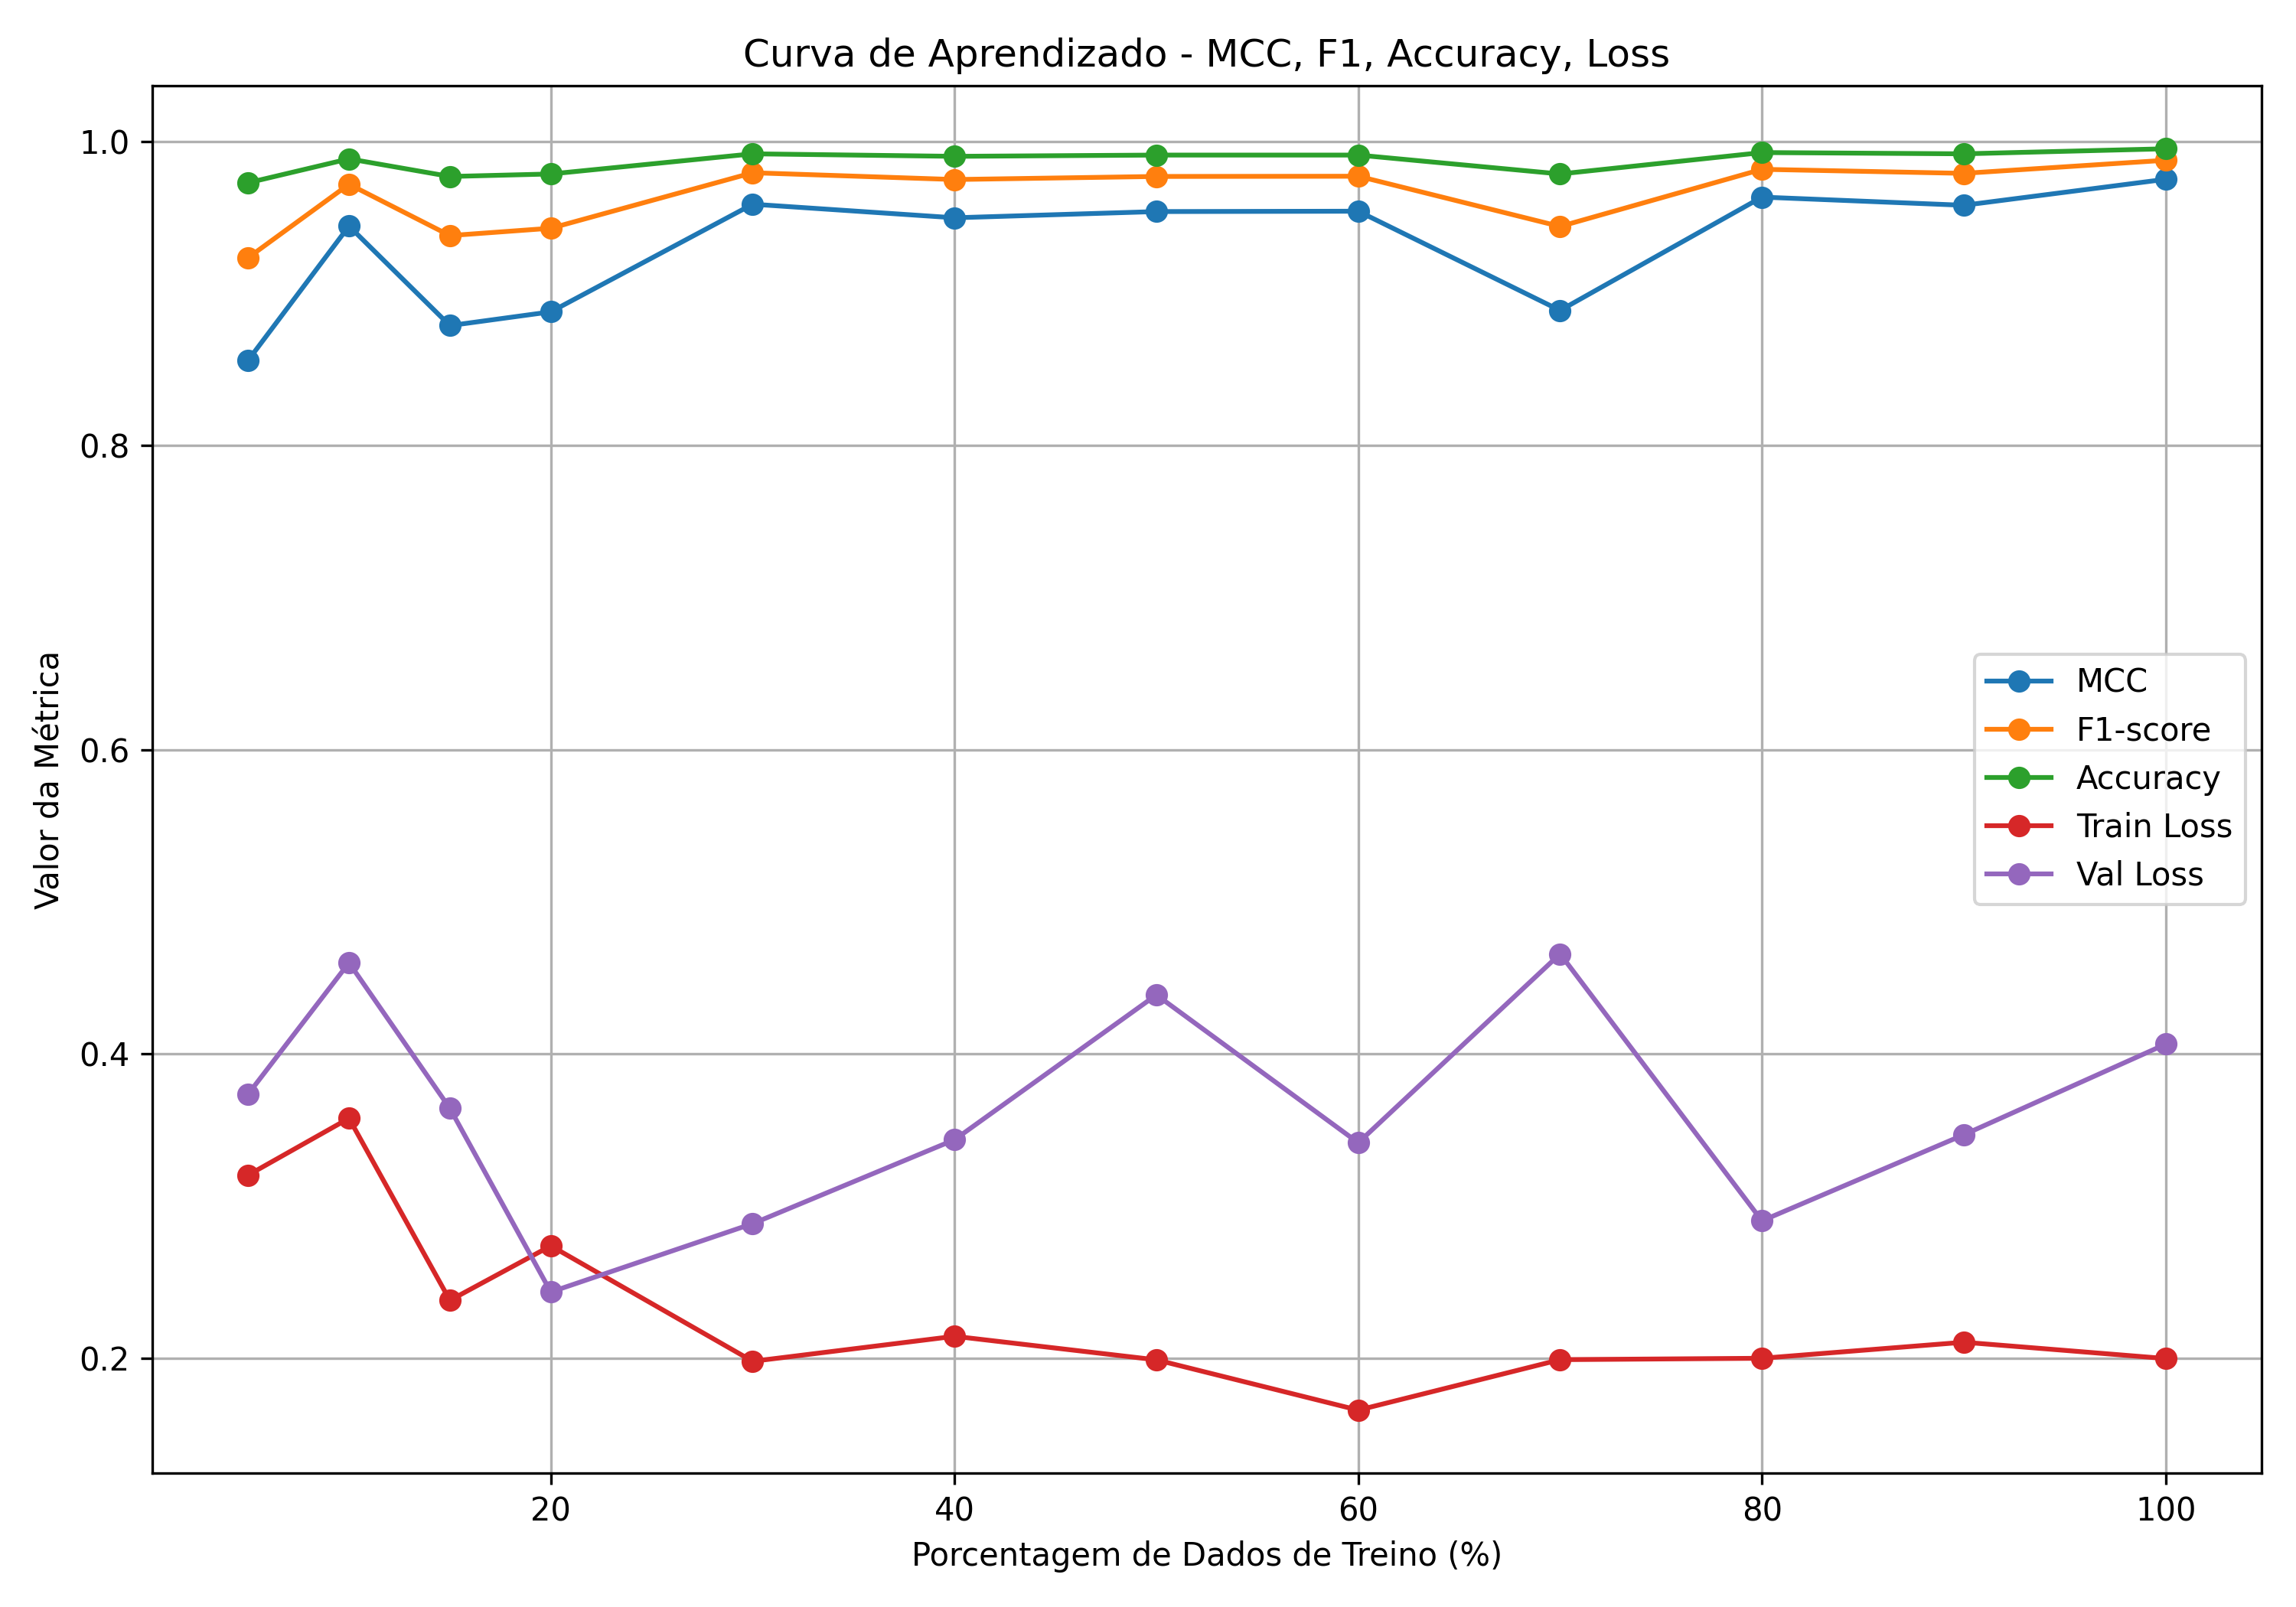 Curva de Aprendizado - MCC, F1, Accuracy, Loss
1.0
0.8
0.6
0.4
0.2
Valor da Métrica
MCC
F1-score
Accuracy
Train Loss
Val Loss
20 40 60 80 100
Porcentagem de Dados de Treino (%)